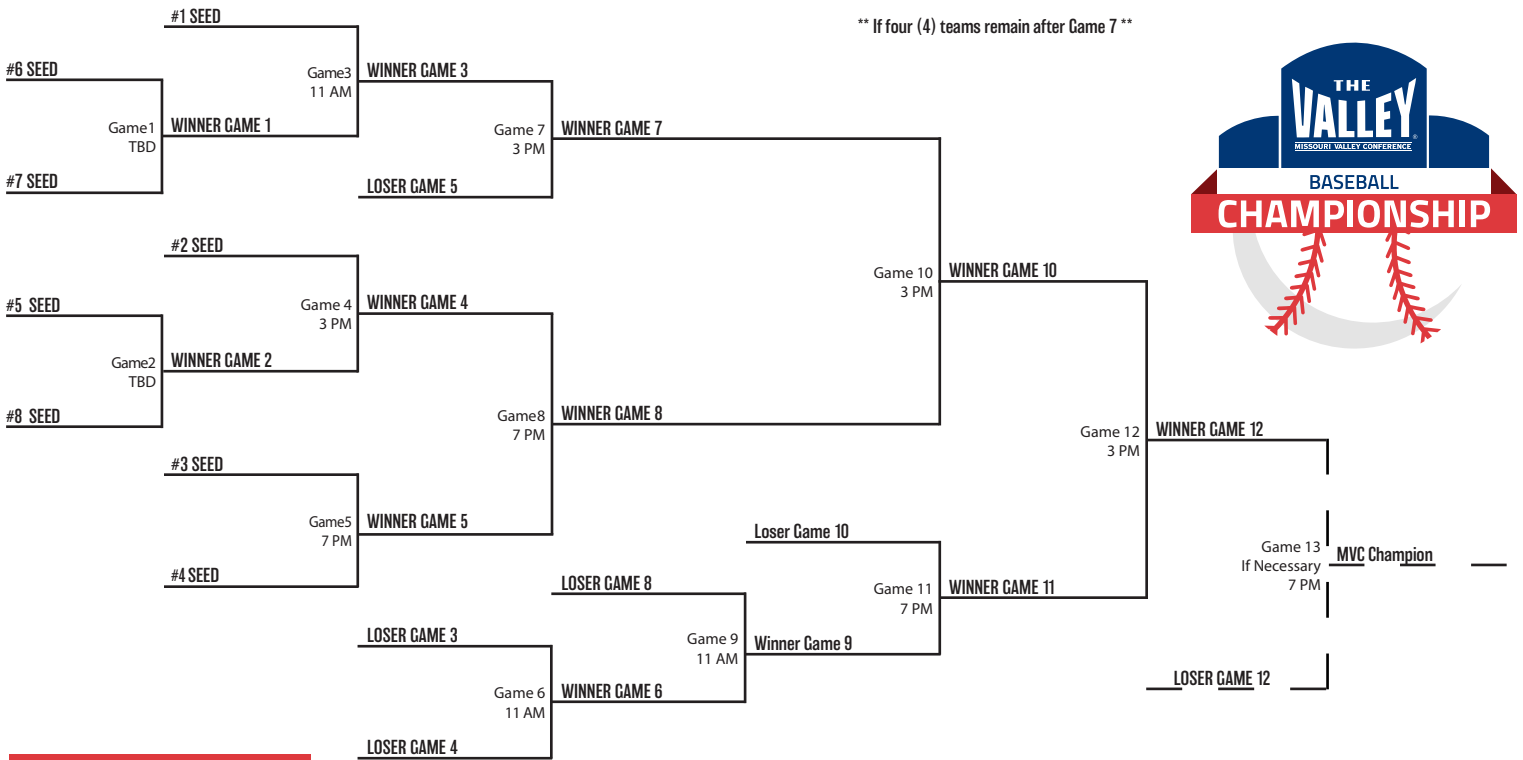 ** If four (4) teams remain after Game 7 **
#1 SEED
#6 SEED
Game1
TBD
#7 SEED
WINNER GAME 1
Game3
11 AM
WINNER GAME 3
LOSER GAME 5
Game 7
3 PM
WINNER GAME 7
#2 SEED
#5 SEED
Game2
TBD
#8 SEED
WINNER GAME 2
Game 4
3 PM
WINNER GAME 4
#3 SEED
Game5
7 PM
#4 SEED
WINNER GAME 5
Game8
7 PM
WINNER GAME 8
Game 10
3 PM
WINNER GAME 10
LOSER GAME 3
Game 6
11 AM
LOSER GAME 4
WINNER GAME 6
LOSER GAME 8
Game 9
11 AM
Winner Game 9
Loser Game 10
Game 11
7 PM
WINNER GAME 11
Game 12
3 PM
WINNER GAME 12
Game 13
If Necessary
7 PM
LOSER GAME 12
MVC Champion
THE
VALLEY®
MISSOURI VALLEY CONFERENCE
BASEBALL
CHAMPIONSHIP